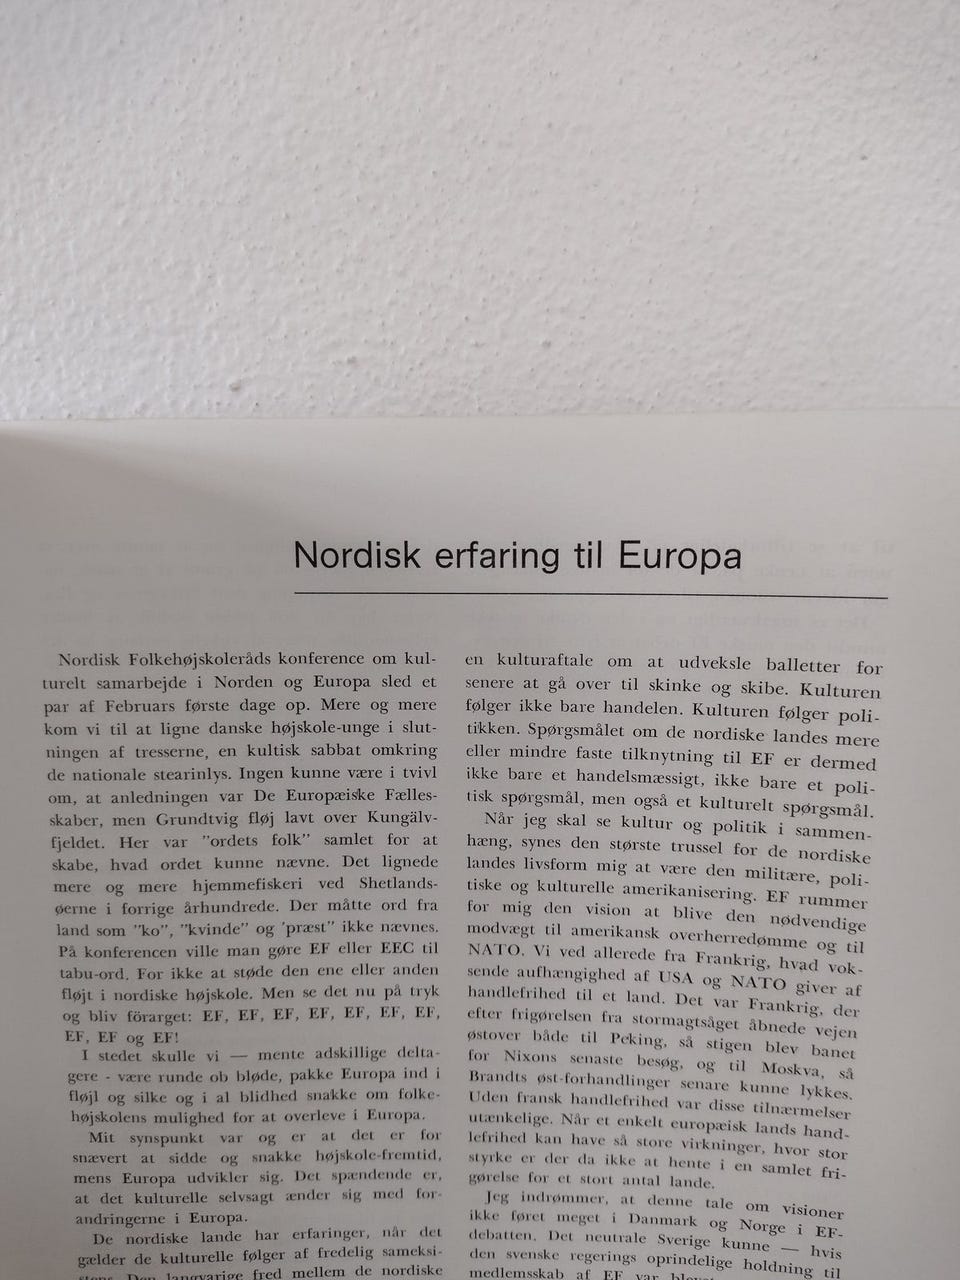 Nordisk erfaring til Europa
Nordisk Folkehøjskoleråds konference om kul-
turelt samarbejde i Norden og Europa sled et
par af Februars første dage op. Mere og mere
kom vi til at ligne danske højskole-unge i slut-
ningen af tresserne, en kultisk sabbat omkring
de nationale stearinlys. Ingen kunne være i tvivl
om, at anledningen var De Europæiske Fælles-
skaber, men Grundtvig fløj lavt over Kungälv-
fjeldet. Her var ”ordets folk” samlet for at
skabe, hvad ordet kunne nævne. Det lignede
mere og mere hjemmefiskeri ved Shetlands-
øerne i forrige århundrede. Der måtte ord fra
land som ”ko”, ”kvinde” og ’præst” ikke nævnes.
På konferencen ville man gøre EF eller EEC til
tabu-ord. For ikke at støde den ene eller anden
fløjt i nordiske højskole. Men se det nu på tryk
og bliv förarget: EF, EF, EF, EF, EF, EF, EF,
EF, EF og EF!
I stedet skulle vi — mente adskillige delta-
gere - være runde ob bløde, pakke Europa ind i
fløjl og silke og i al blidhed snakke om folke-
højskolens mulighed for at overleve i Europa.
Mit synspunkt var og er at det er for
snævert at sidde og snakke højskole-fremtid,
mens Europa udvikler sig. Det spændende er,
at det kulturelle selvsagt ænder sig med for-
andringerne i Europa.
De nordiske lande har erfaringer, når det
gælder de kulturelle følger af fredelig sameksi-
stens. Den langvarige fred mellem de nordiske
en kulturaftale om at udveksle balletter for
senere at gå over til skinke og skibe. Kulturen
følger ikke bare handelen. Kulturen følger poli-
tikken. Spørgsmålet om de nordiske landes mere
eller mindre faste tilknytning til EF er dermed
ikke bare et handelsmæssigt, ikke bare et poli-
tisk spørgsmål, men også et kulturelt spørgsmål.
Når jeg skal se kultur og politik i sammen-
hæng, synes den største trussel for de nordiske
landes livsform mig at være den militære, poli-
tiske og kulturelle amerikanisering. EF rummer
for mig den vision at blive den nødvendige
modvægt til amerikansk overherredømme og til
NATO. Vi ved allerede fra Frankrig, hvad vok-
sende aufhængighed af USA og NATO giver af
handlefrihed til et land. Det var Frankrig, der
efter frigørelsen fra stormagtsåget åbnede vejen
østover både til Peking, så stigen blev banet
for Nixons senaste besøg, og til Moskva, så
Brandts øst-forhandlinger senare kunne lykkes.
Uden fransk handlefrihed var disse tilnærmelser
utænkelige. Når et enkelt europæisk lands hand-
lefrihed kan have så store virkninger, hvor stor
styrke er der da ikke at hente i en samlet fri-
gørelse for et stort antal lande.
Jeg indrømmer, at denne tale om visioner
ikke føret meget i Danmark og Norge i EF-
debatten. Det neutrale Sverige kunne — hvis
den svenske regerings oprindelige holdning til
medlemsskab af EF var